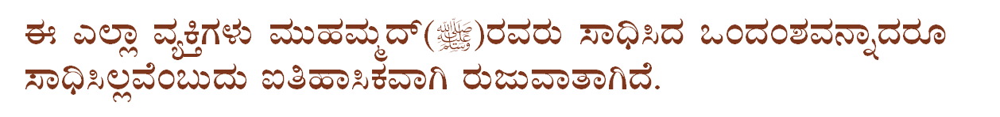 ಈ ಎಲ್ಲಾ ವ್ಯಕ್ತಿಗಳು ಮುಹಮ್ಮದ್(ﷺ)ರವರು ಸಾಧಿಸಿದ ಒಂದಂಶವನ್ನಾದರೂ
ಸಾಧಿಸಿಲ್ಲವೆಂಬುದು ಐತಿಹಾಸಿಕವಾಗಿ ರುಜುವಾತಾಗಿದೆ.